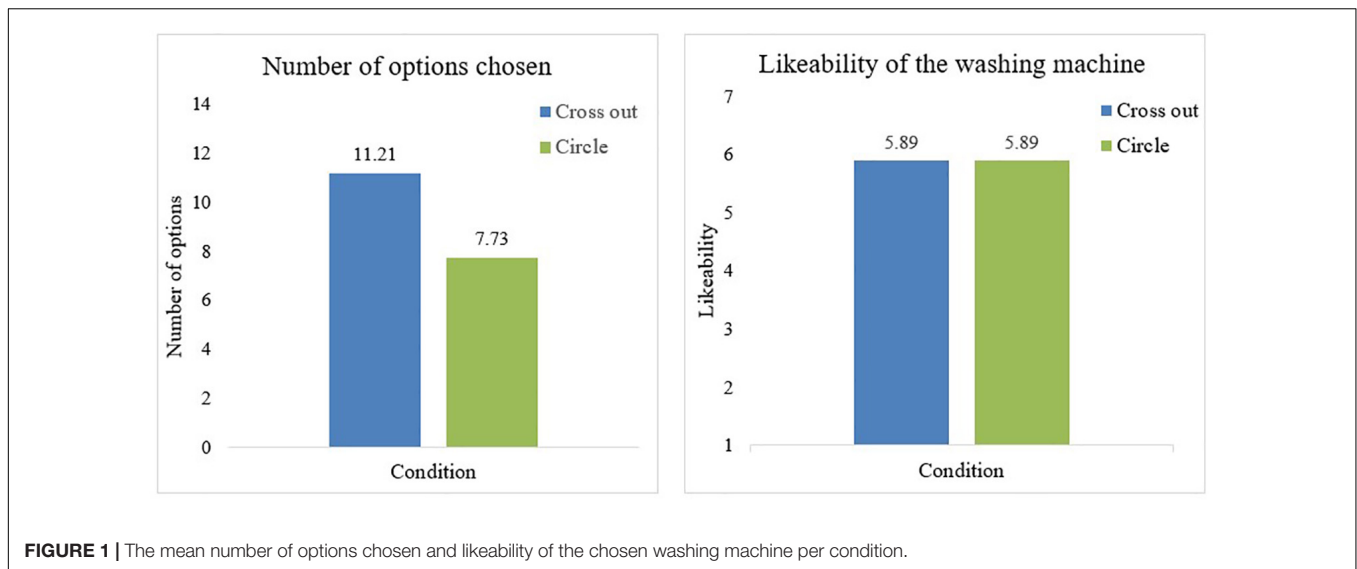 Number of options chosen
Cross out
Circle
14
12
10
8
6
4
2
0
Number of options
11.21
7.73
Condition
Likeability of the washing machine
Cross out
Circle
7
6
5
4
3
2
1
Likeability
5.89
5.89
Condition
FIGURE 1 | The mean number of options chosen and likeability of the chosen washing machine per condition.